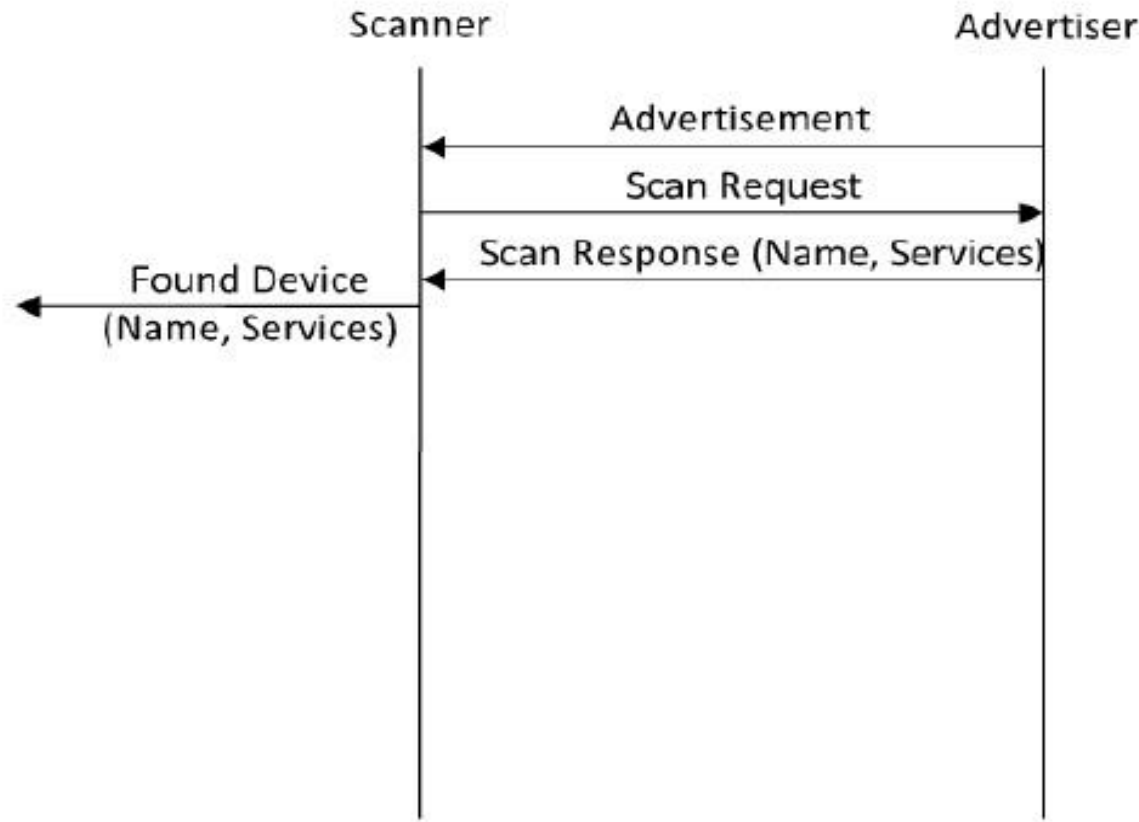 Scanner
Advertiser
Advertisement
Scan Request
Scan Response (Name, Services)
Found Device
(Name, Services)